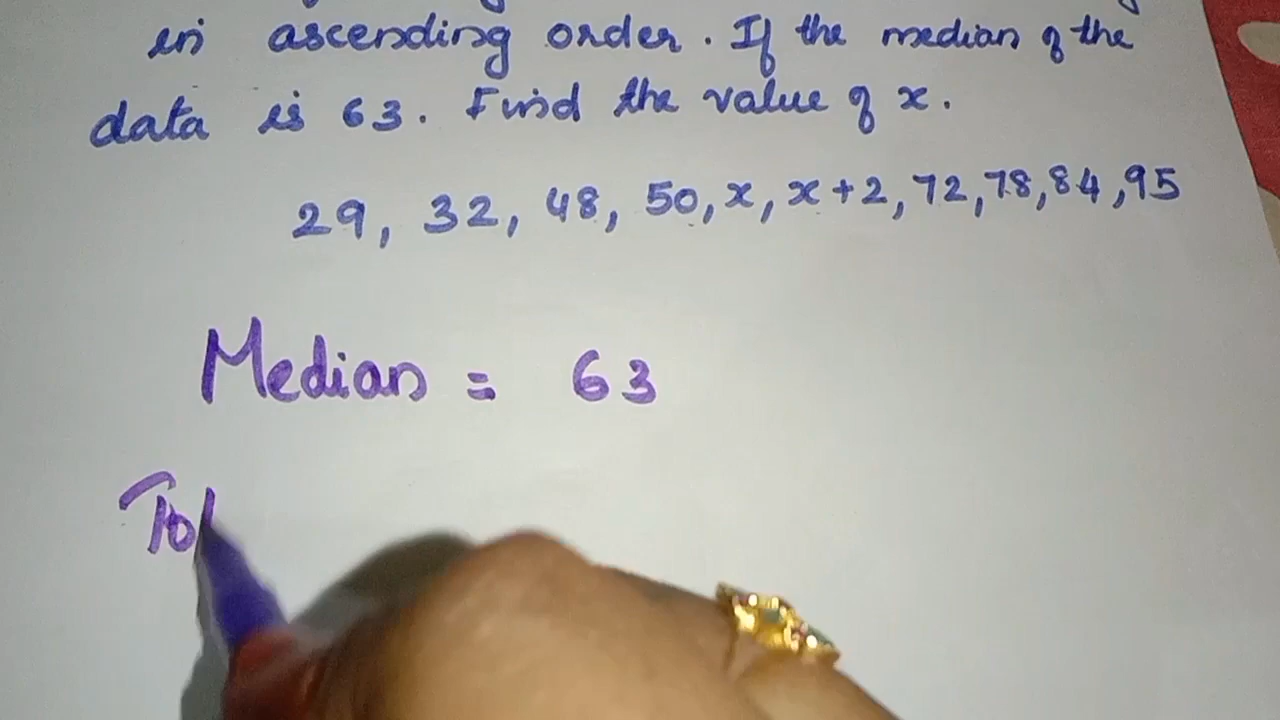 in ascending order. If the median of the
data is 63. Find the value of x.
29, 32, 48, 50, x, x+2, 72, 78, 84, 95
Median = 63
Tot